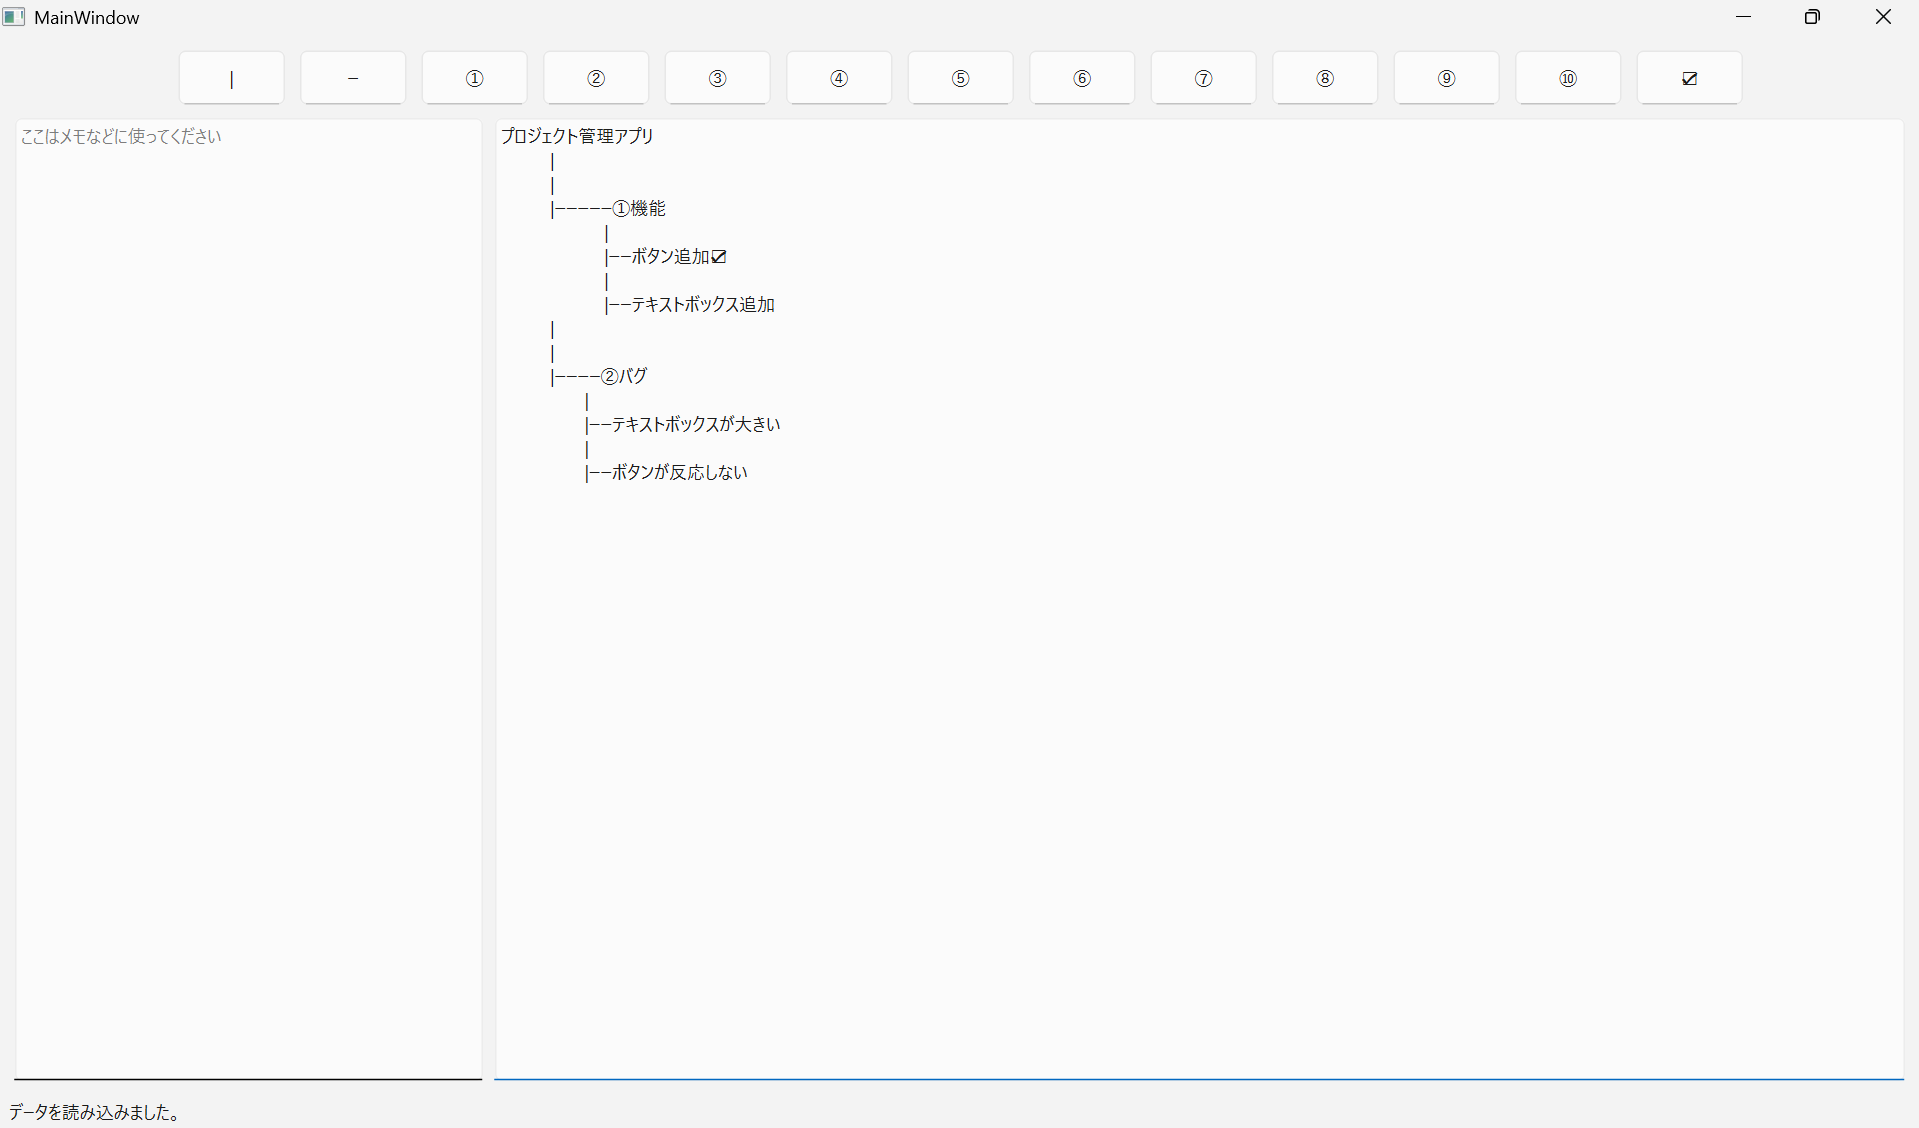 MainWindow
| − ① ② ③ ④ ⑤ ⑥ ⑦ ⑧ ⑨ ⑩ 🗹
ここはメモなどに使ってください
プロジェクト管理アプリ
|
|
|−−−−−①機能
|
|−−ボタン追加🗹
|
|−−テキストボックス追加
|
|
|−−−−②バグ
|
|−−テキストボックスが大きい
|
|−−ボタンが反応しない
データを読み込みました。